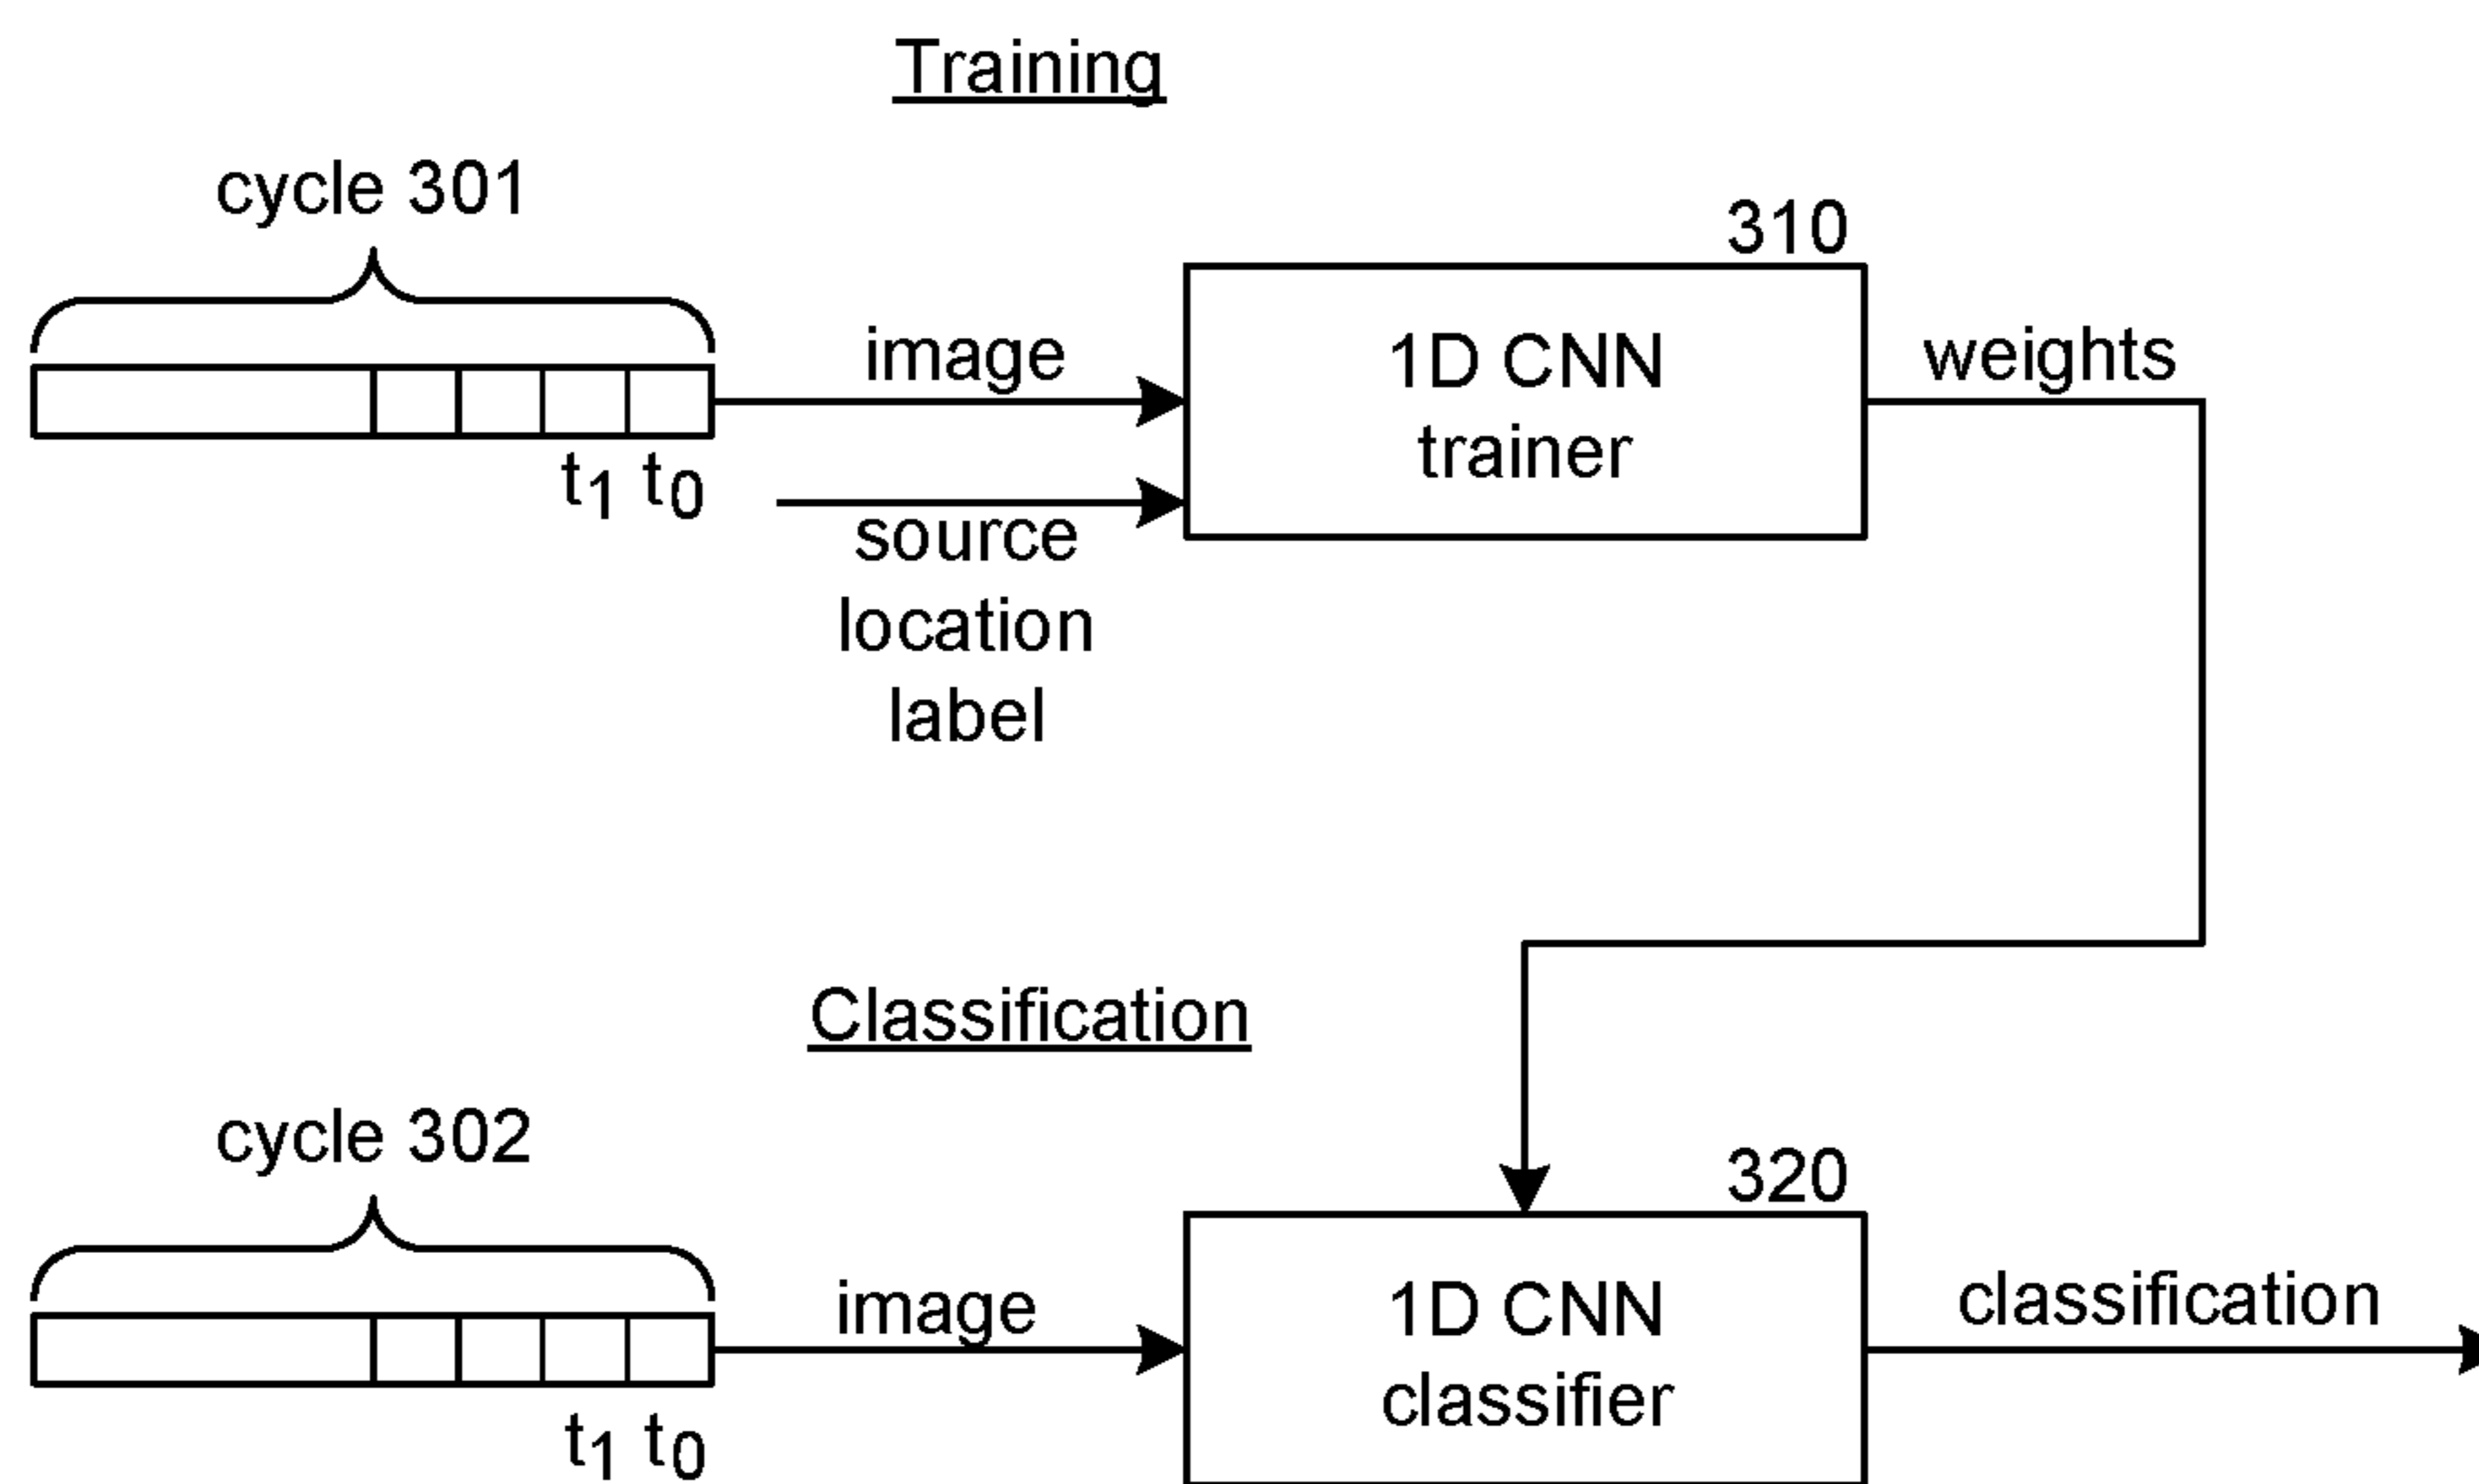 Training
cycle 301
310
image
1D CNN
trainer
weights
t1 t0
source
location
label
Classification
cycle 302
320
image
1D CNN
classifier
classification
t1 t0